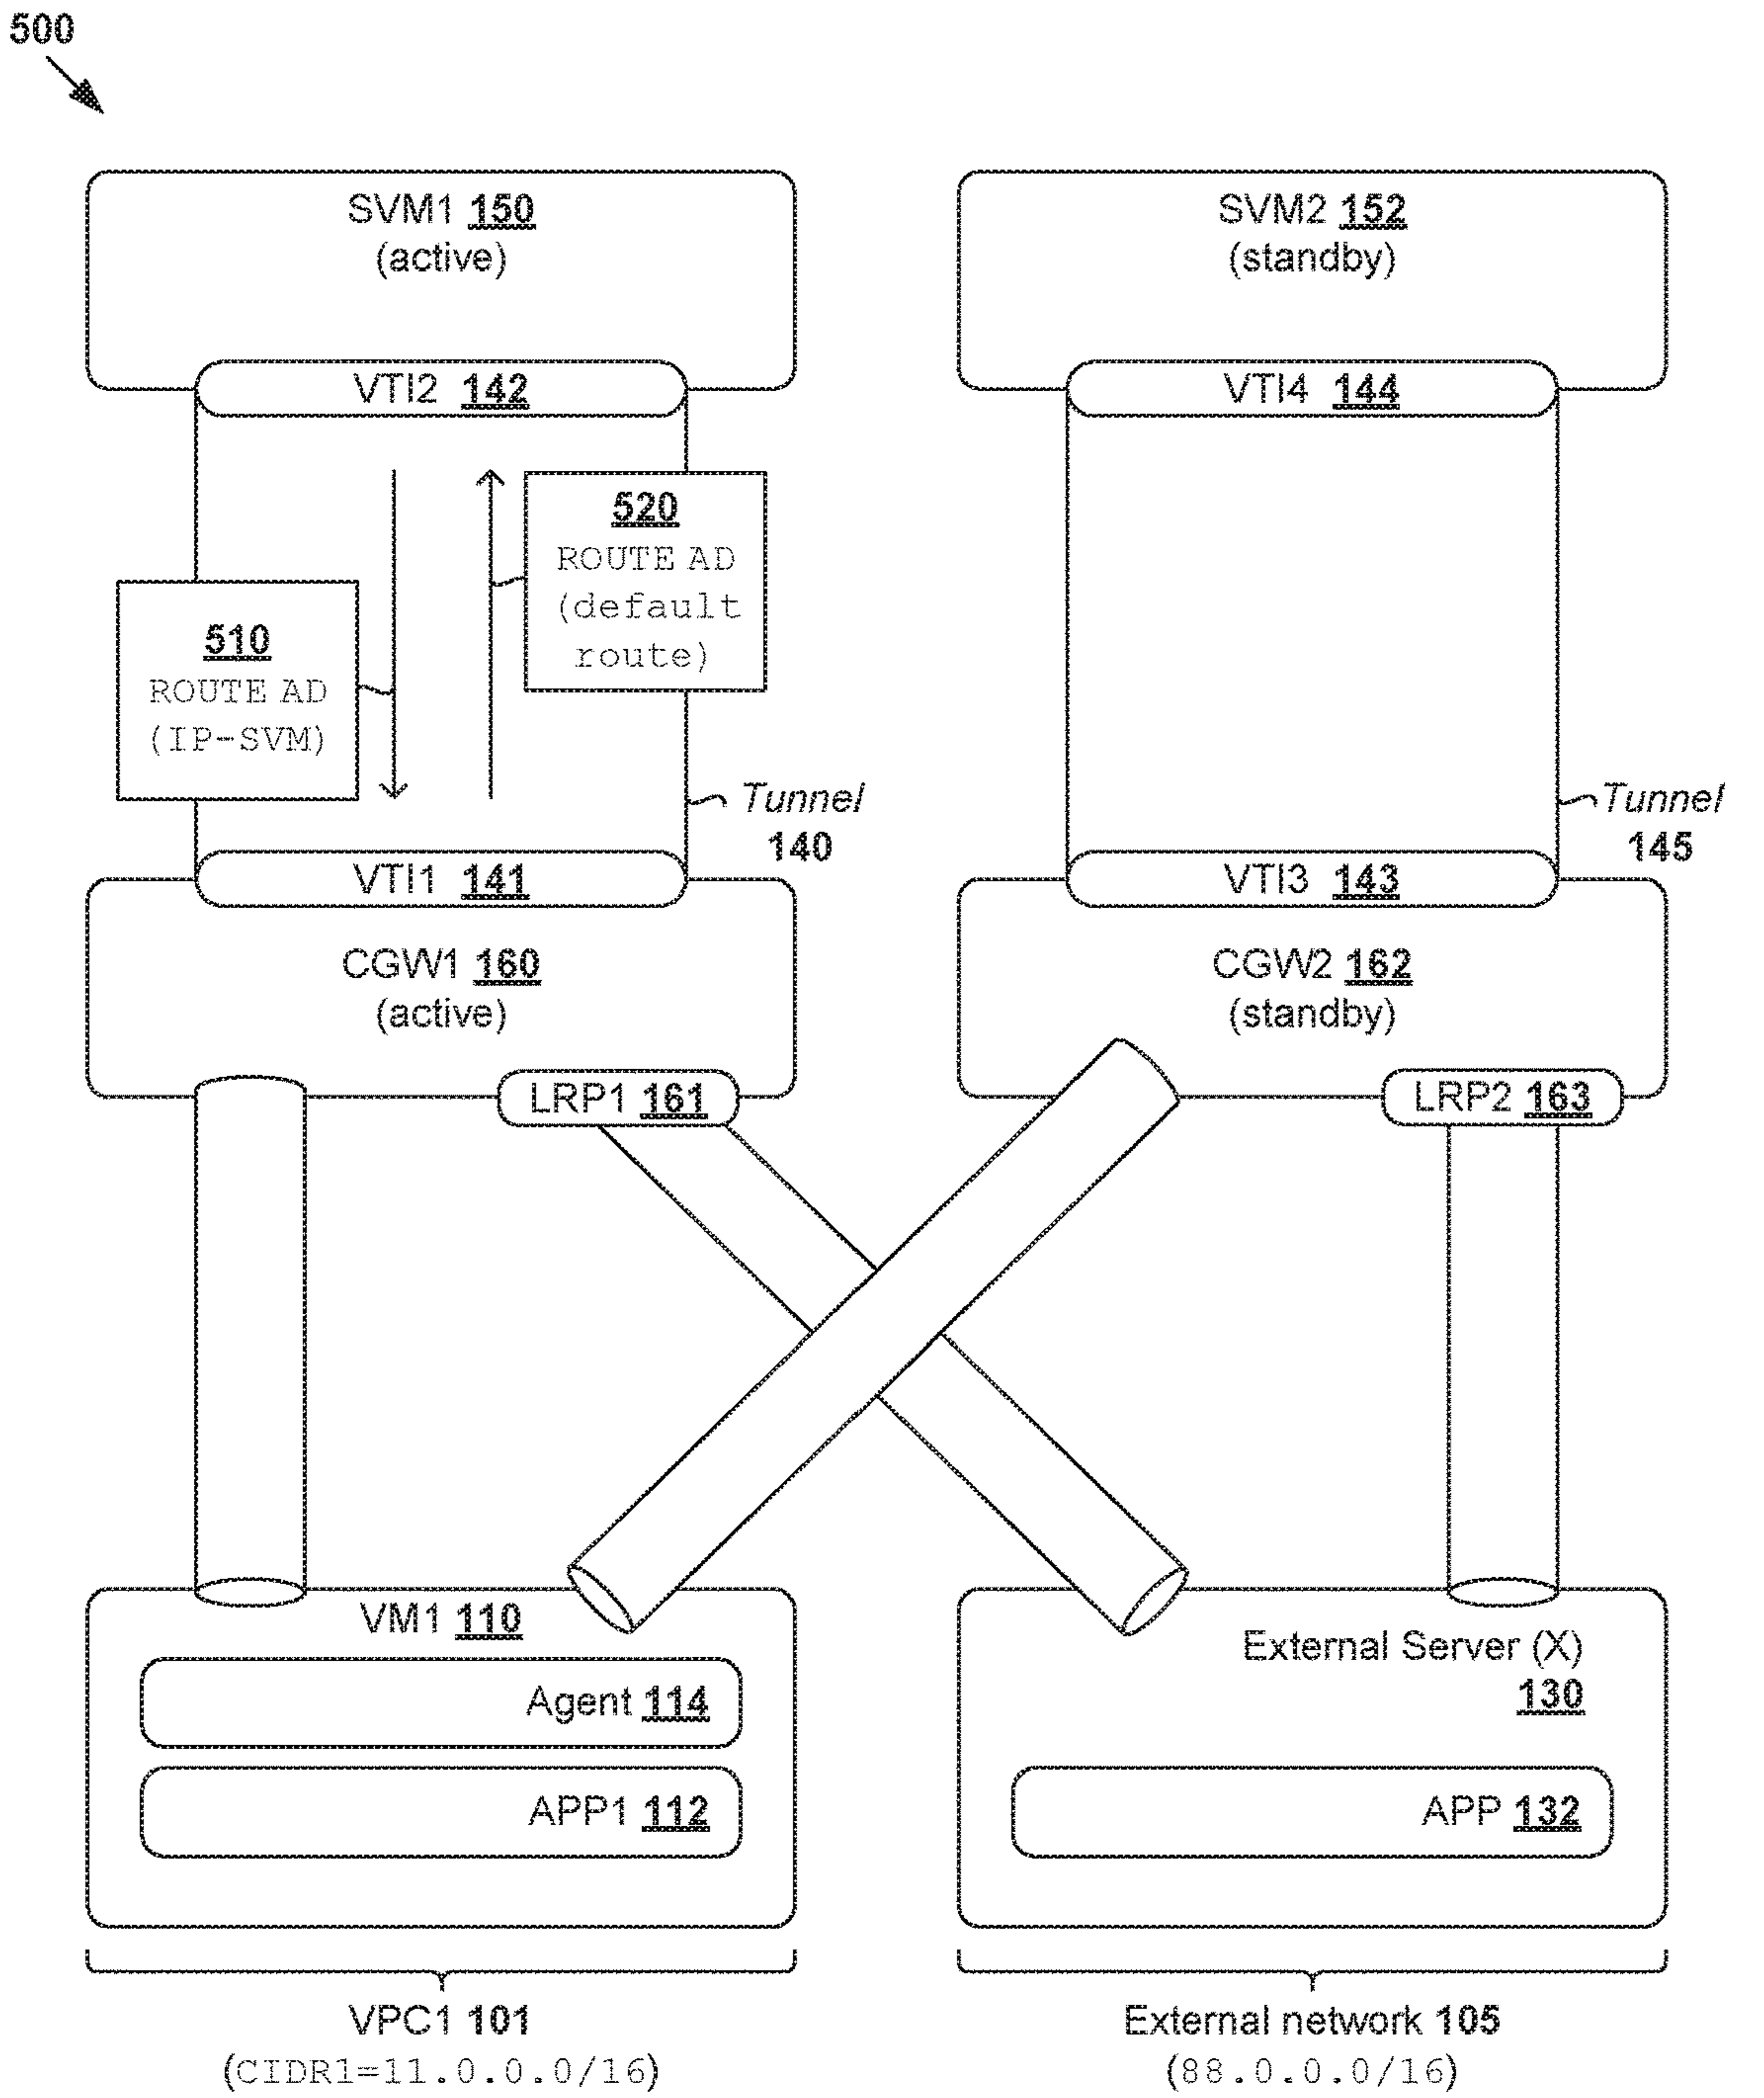 500
SVM1 150
(active)
SVM2 152
(standby)
VTI2 142
VTI4 144
520
ROUTE AD
(default
route)
510
ROUTE AD
(IP-SVM)
Tunnel
140
Tunnel
145
VTI1 141
VTI3 143
CGW1 160
(active)
CGW2 162
(standby)
LRP1 161
LRP2 163
VM1 110
Agent 114
APP1 112
External Server (X)
130
APP 132
VPC1 101
(CIDR1=11.0.0.0/16)
External network 105
(88.0.0.0/16)